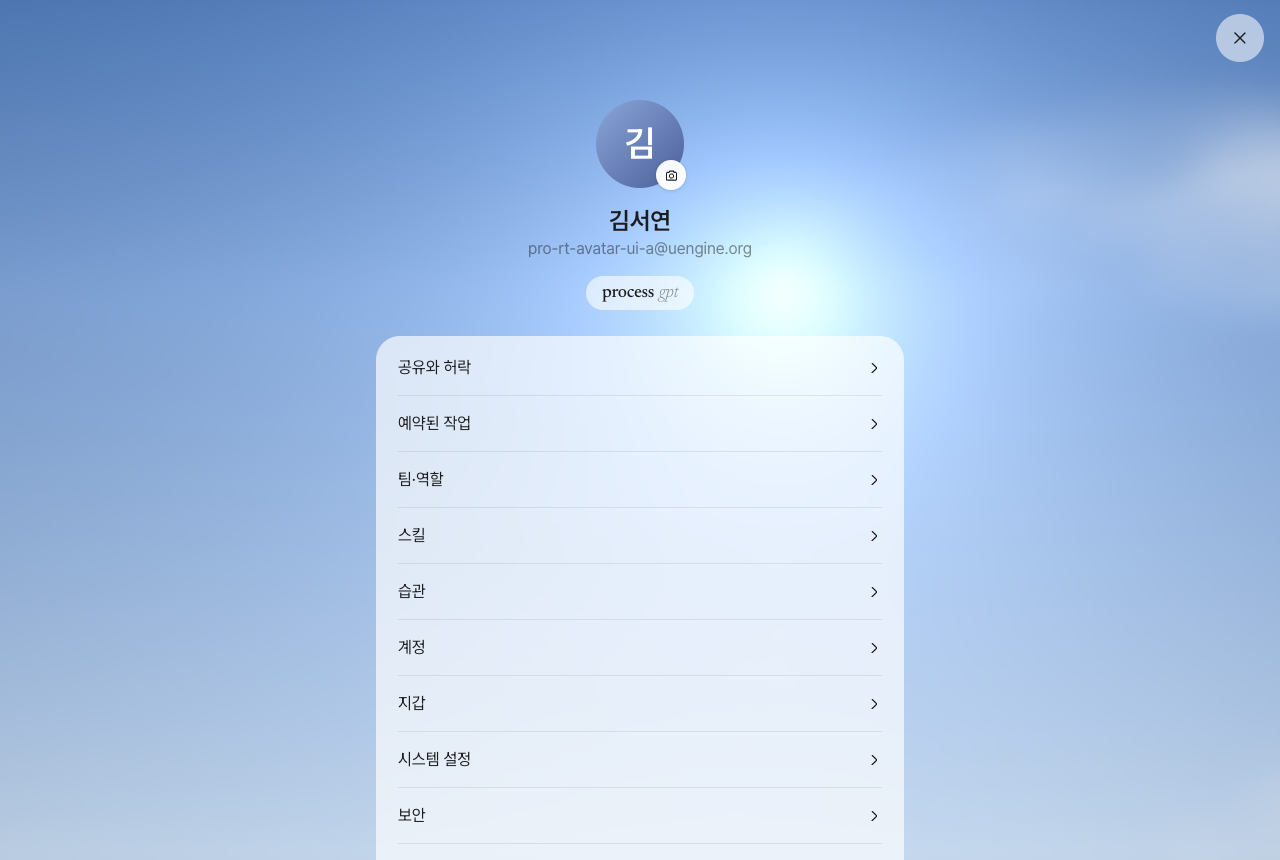 김
김서연
pro-rt-avatar-ui-a@uengine.org
process gpt
공유와 허락
예약된 작업
팀·역할
스킬
습관
계정
지갑
시스템 설정
보안